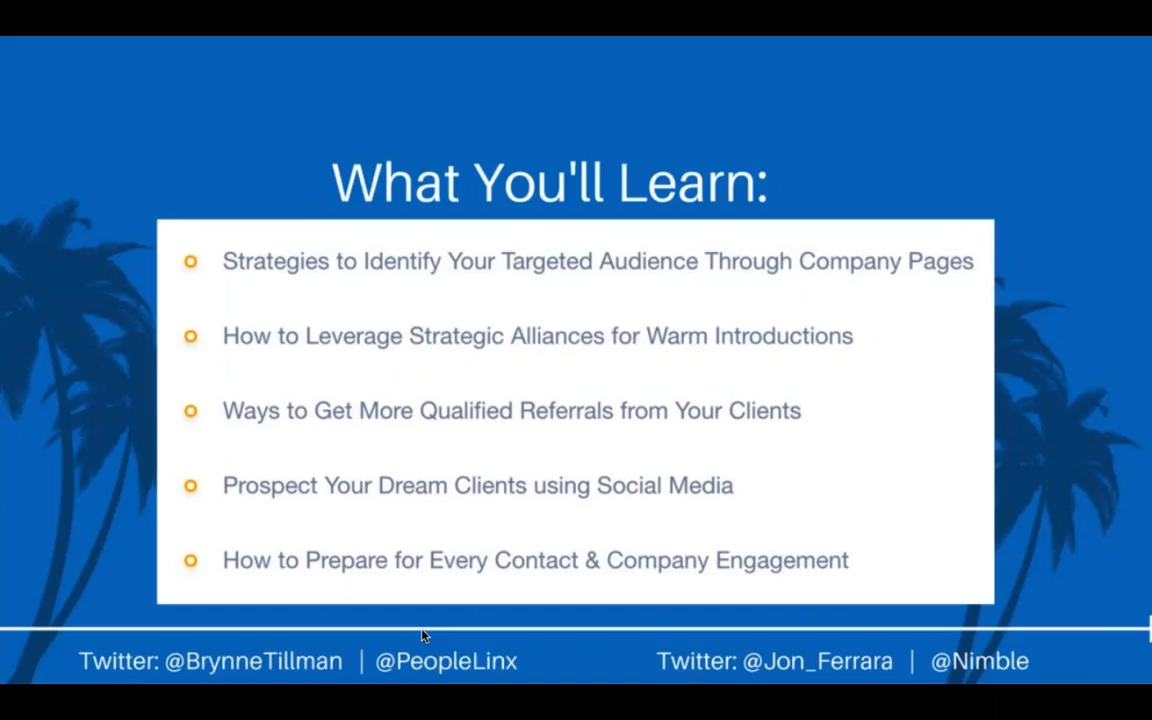 What You'll Learn:
Strategies to Identify Your Targeted Audience Through Company Pages
How to Leverage Strategic Alliances for Warm Introductions
Ways to Get More Qualified Referrals from Your Clients
Prospect Your Dream Clients using Social Media
How to Prepare for Every Contact & Company Engagement
Twitter: @BrynneTillman | @PeopleLinx Twitter: @Jon_Ferrara | @Nimble